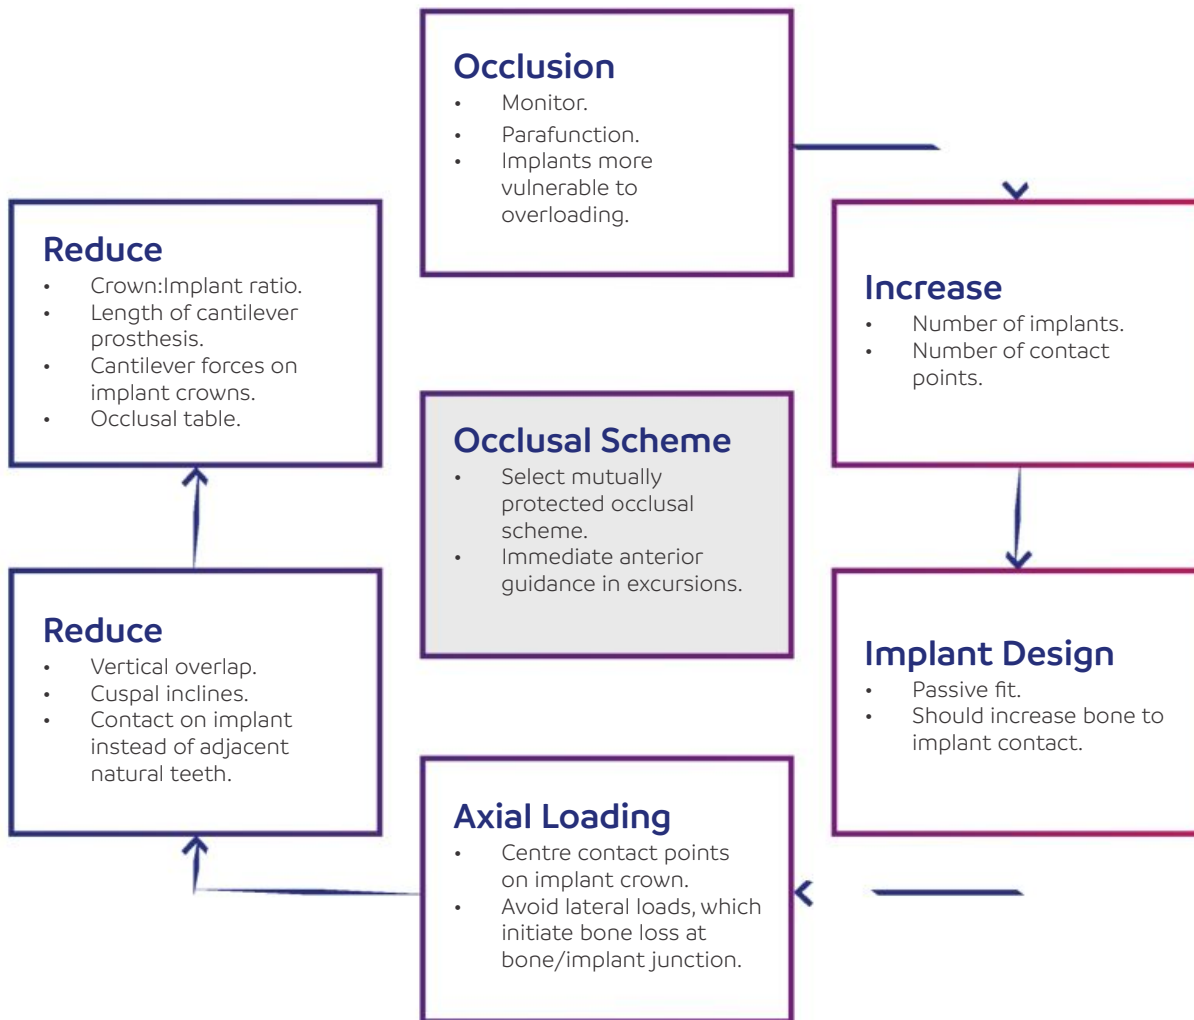 Occlusion
• Monitor.
• Parafunction.
• Implants more
vulnerable to
overloading.
Increase
• Number of implants.
• Number of contact
points.
Implant Design
• Passive fit.
• Should increase bone to
implant contact.
Axial Loading
• Centre contact points
on implant crown.
• Avoid lateral loads, which
initiate bone loss at
bone/implant junction.
Reduce
• Vertical overlap.
• Cuspal inclines.
• Contact on implant
instead of adjacent
natural teeth.
Reduce
• Crown:Implant ratio.
• Length of cantilever
prosthesis.
• Cantilever forces on
implant crowns.
• Occlusal table.
Occlusal Scheme
• Select mutually
protected occlusal
scheme.
• Immediate anterior
guidance in excursions.